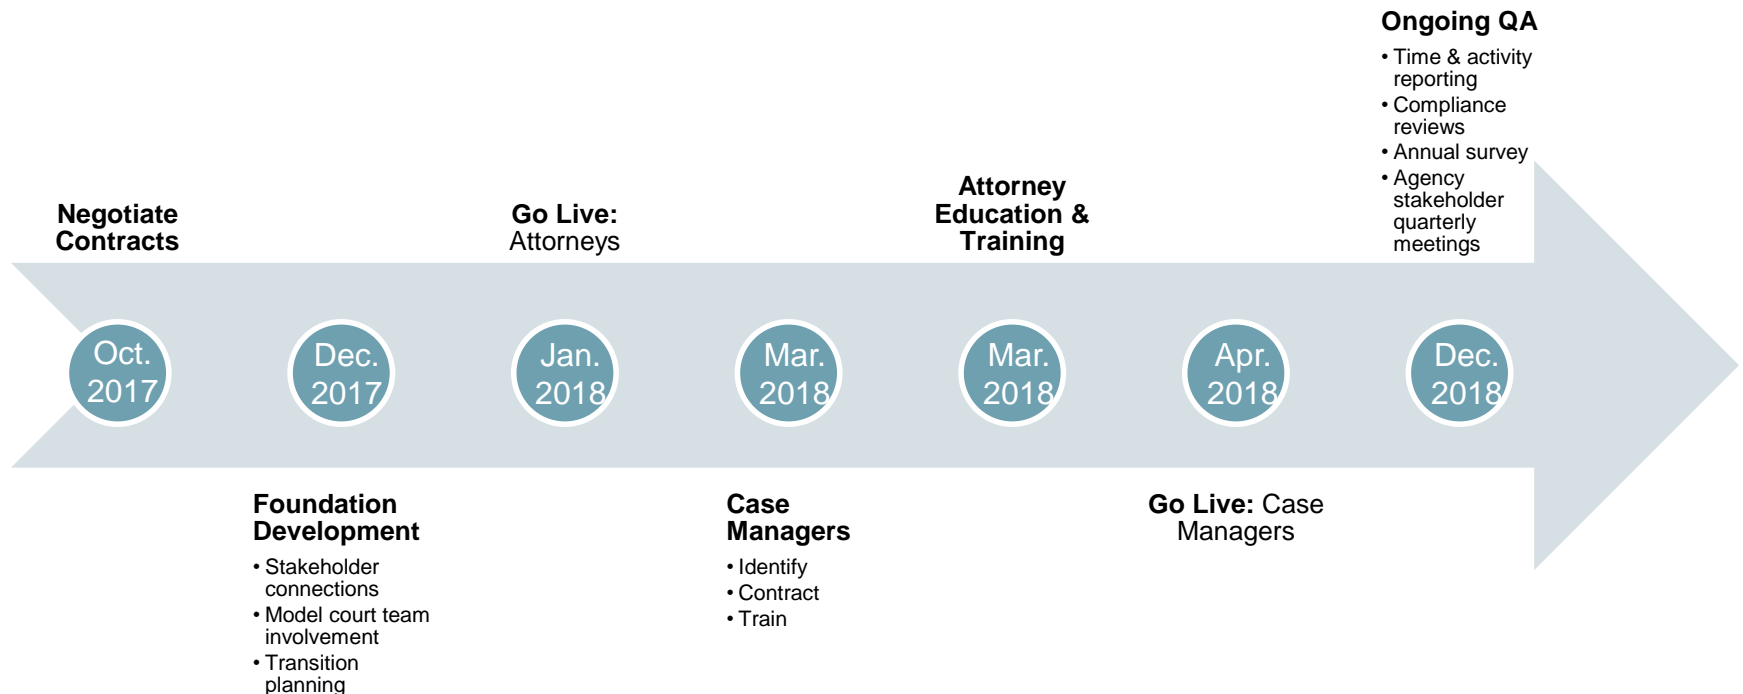 Negotiate
Contracts
Oct.
2017
Dec.
2017
Foundation
Development
• Stakeholder
connections
• Model court team
involvement
• Transition
planning
Go Live:
Attorneys
Jan.
2018
Mar.
2018
Case
Managers
• Identify
• Contract
• Train
Attorney
Education &
Training
Mar.
2018
Apr.
2018
Go Live: Case
Managers
Ongoing QA
• Time & activity
reporting
• Compliance
reviews
• Annual survey
• Agency
stakeholder
quarterly
meetings
Dec.
2018